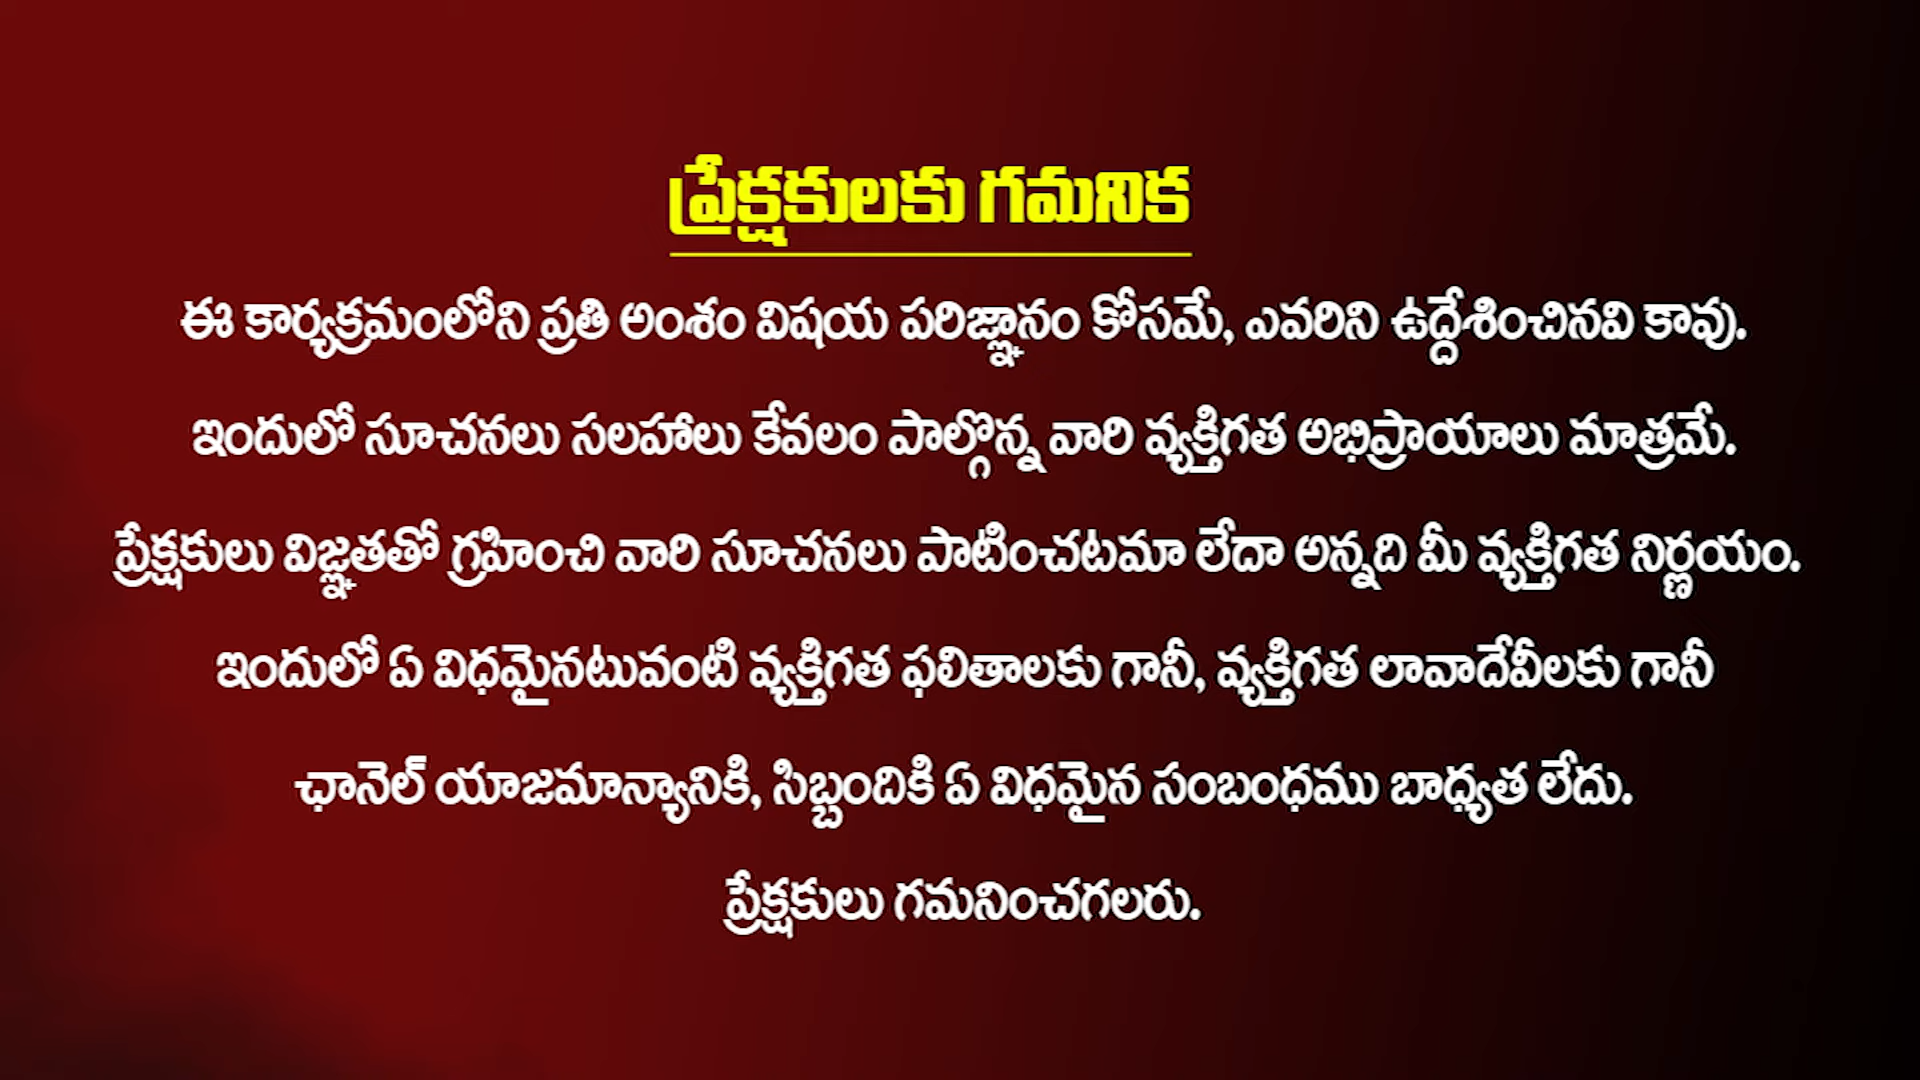 ప్రేక్షకులకు గమనిక
ఈ కార్యక్రమంలోని ప్రతి అంశం విషయ పరిజ్ఞానం కోసమే, ఎవరిని ఉద్దేశించినవి కావు.
ఇందులో సూచనలు సలహాలు కేవలం పాల్గొన్న వారి వ్యక్తిగత అభిప్రాయాలు మాత్రమే.
ప్రేక్షకులు విజ్ఞతతో గ్రహించి వారి సూచనలు పాటించటమా లేదా అన్నది మీ వ్యక్తిగత నిర్ణయం.
ఇందులో ఏ విధమైనటువంటి వ్యక్తిగత ఫలితాలకు గానీ, వ్యక్తిగత లావాదేవీలకు గానీ
ఛానెల్ యాజమాన్యానికి, సిబ్బందికి ఏ విధమైన సంబంధము బాధ్యత లేదు.
ప్రేక్షకులు గమనించగలరు.